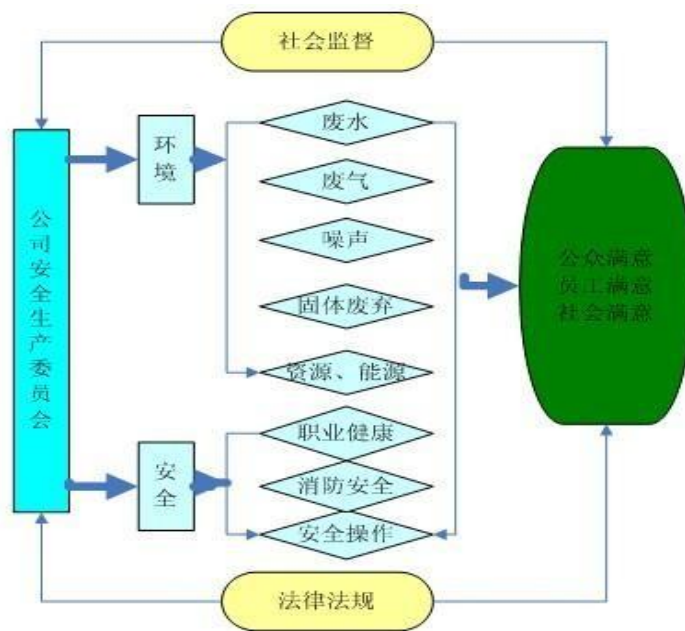 社会监督
公司安全生产委员会
环境
废水
废气
噪声
固体废弃
资源、能源
公众满意
员工满意
社会满意
安全
职业健康
消防安全
安全操作
法律法规